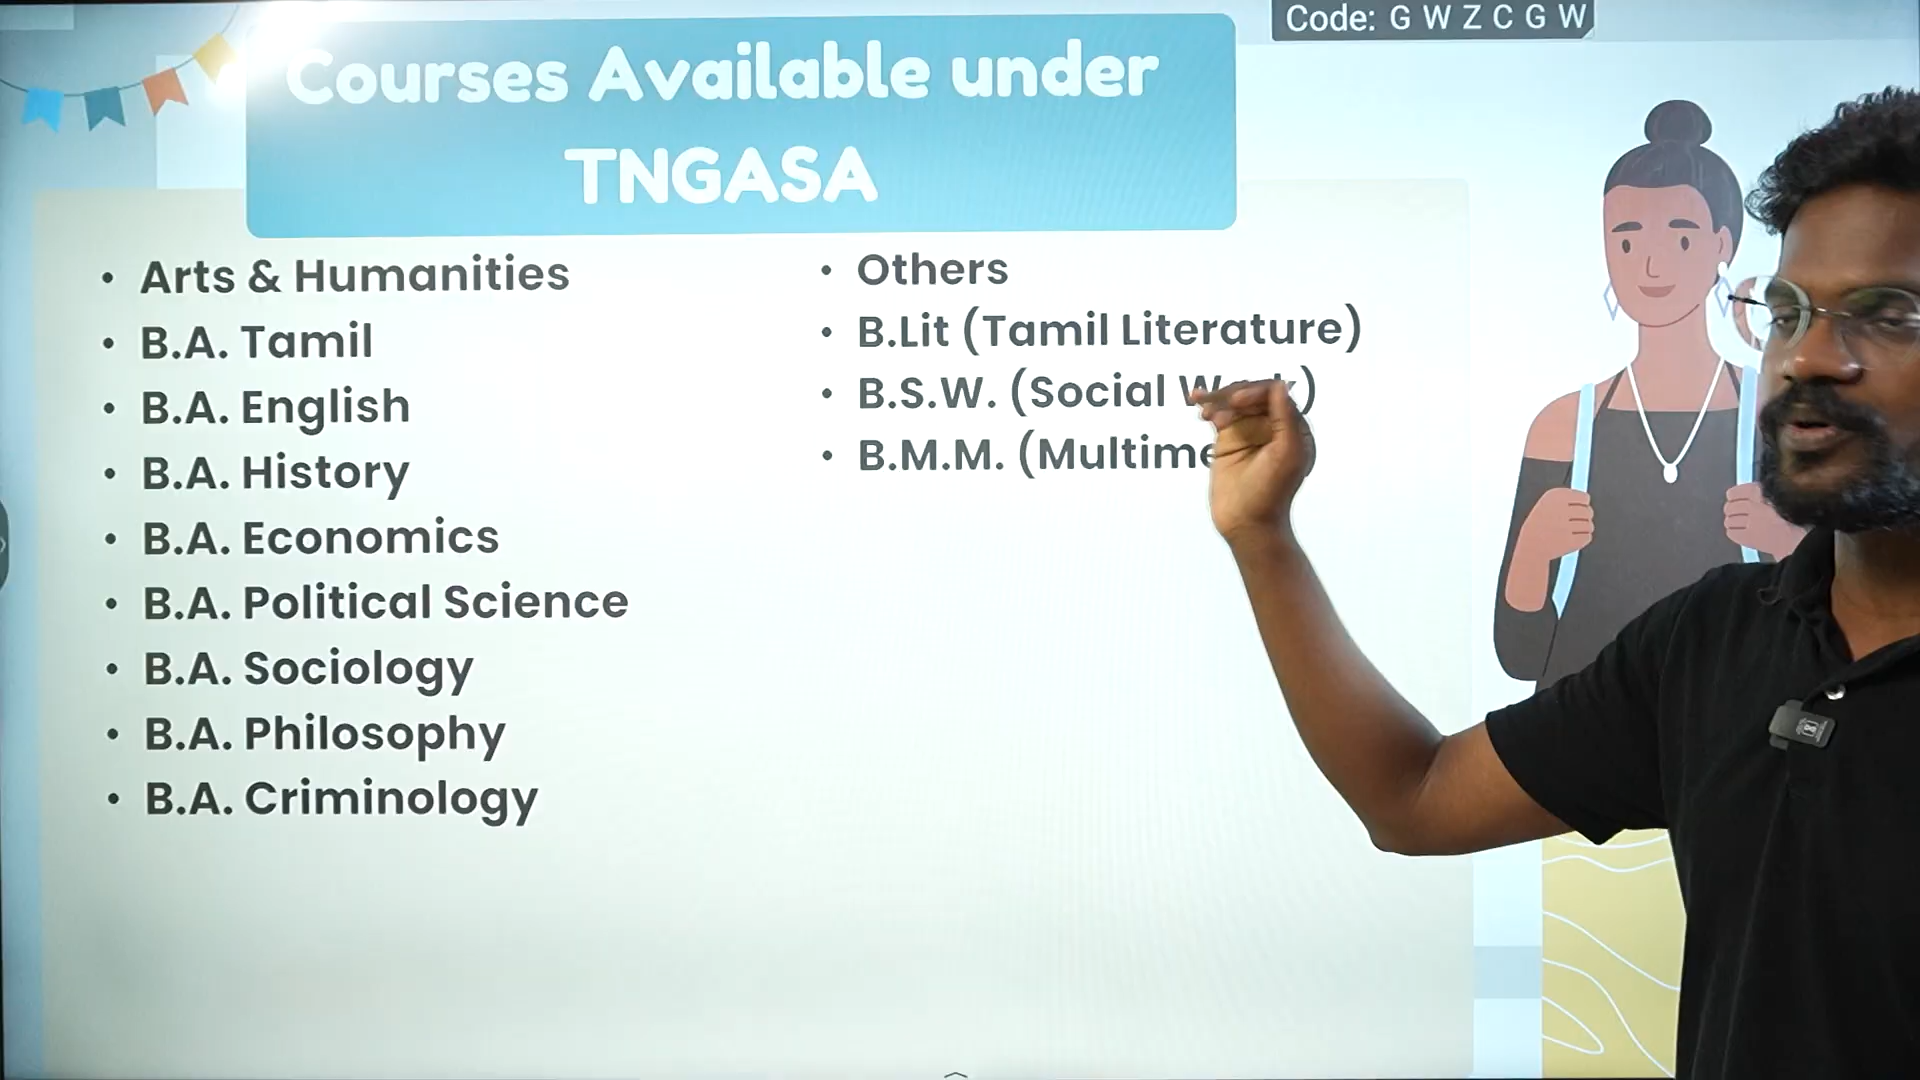 Code: G W Z C G W
Courses Available under
TNGASA
• Arts & Humanities
• B.A. Tamil
• B.A. English
• B.A. History
• B.A. Economics
• B.A. Political Science
• B.A. Sociology
• B.A. Philosophy
• B.A. Criminology
• Others
• B.Lit (Tamil Literature)
• B.S.W. (Social
• B.M.M.